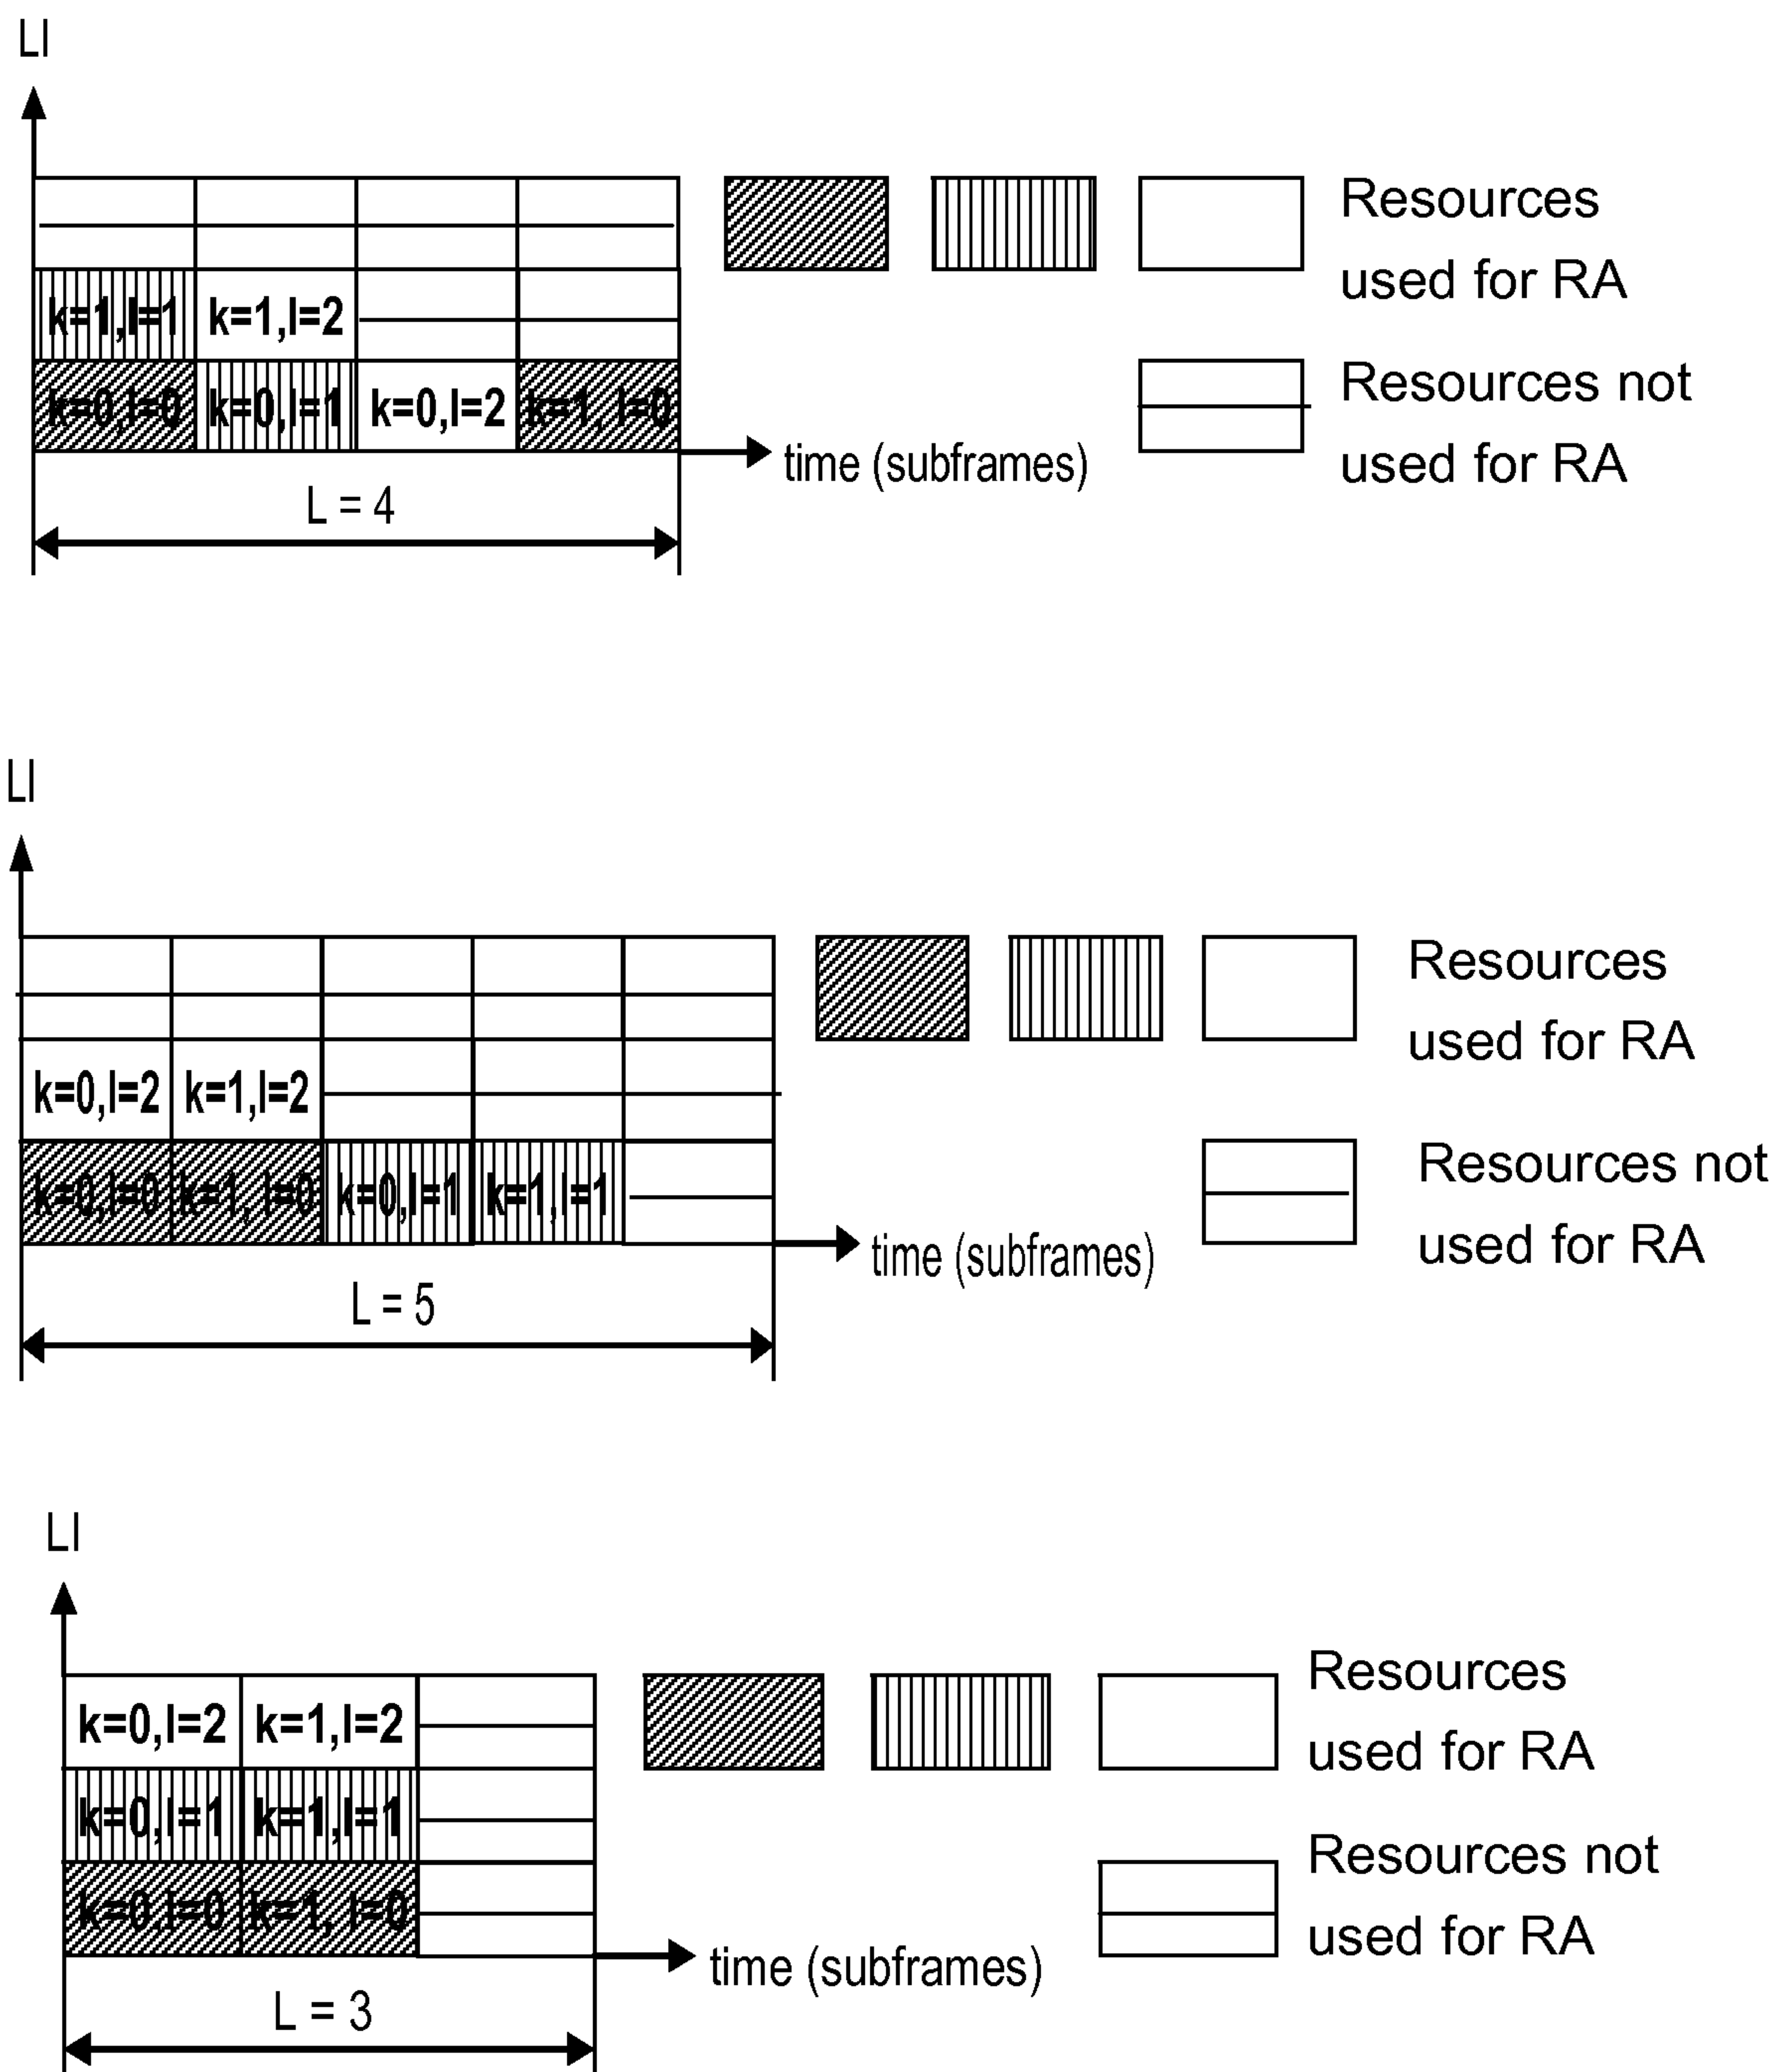 LI
Resources
used for RA
k=1,l=1 k=1,l=2
Resources not
k=0,l=0 k=0,l=1 k=0,l=2 k=1, l=0
time (subframes)
used for RA
L = 4
LI
Resources
used for RA
k=0,l=2 k=1,l=2
Resources not
k=0,l=0 k=1, l=0 k=0,l=1 k=1,l=1
time (subframes)
used for RA
L = 5
LI
Resources
k=0,l=2 k=1,l=2
used for RA
k=0,l=1 k=1,l=1
Resources not
k=0,l=0 k=1, l=0
used for RA
time (subframes)
L = 3